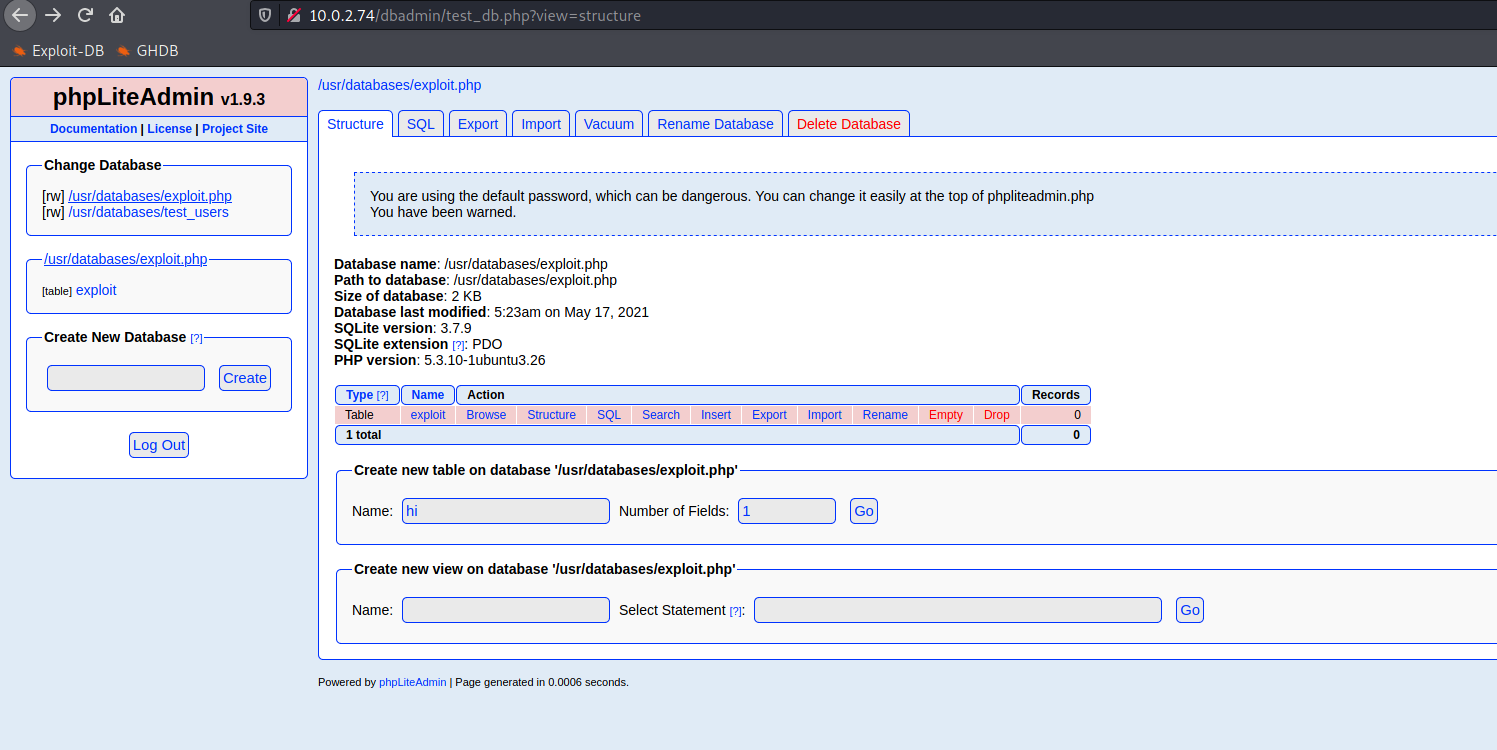 10.0.2.74/dbadmin/test_db.php?view=structure
Exploit-DB GHDB
phpLiteAdmin v1.9.3
Documentation | License | Project Site
Change Database
[rw] /usr/databases/exploit.php
[rw] /usr/databases/test_users
/usr/databases/exploit.php
[table] exploit
Create New Database [?]
Create
Log Out
/usr/databases/exploit.php
Structure SQL Export Import Vacuum Rename Database Delete Database
You are using the default password, which can be dangerous. You can change it easily at the top of phpliteadmin.php
You have been warned.
Database name: /usr/databases/exploit.php
Path to database: /usr/databases/exploit.php
Size of database: 2 KB
Database last modified: 5:23am on May 17, 2021
SQLite version: 3.7.9
SQLite extension [?]: PDO
PHP version: 5.3.10-1ubuntu3.26
Type [?] Name Action Records
Table exploit Browse Structure SQL Search Insert Export Import Rename Empty Drop 0
1 total 0
Create new table on database '/usr/databases/exploit.php'
Name: hi Number of Fields: 1 Go
Create new view on database '/usr/databases/exploit.php'
Name: Select Statement [?]: Go
Powered by phpLiteAdmin | Page generated in 0.0006 seconds.